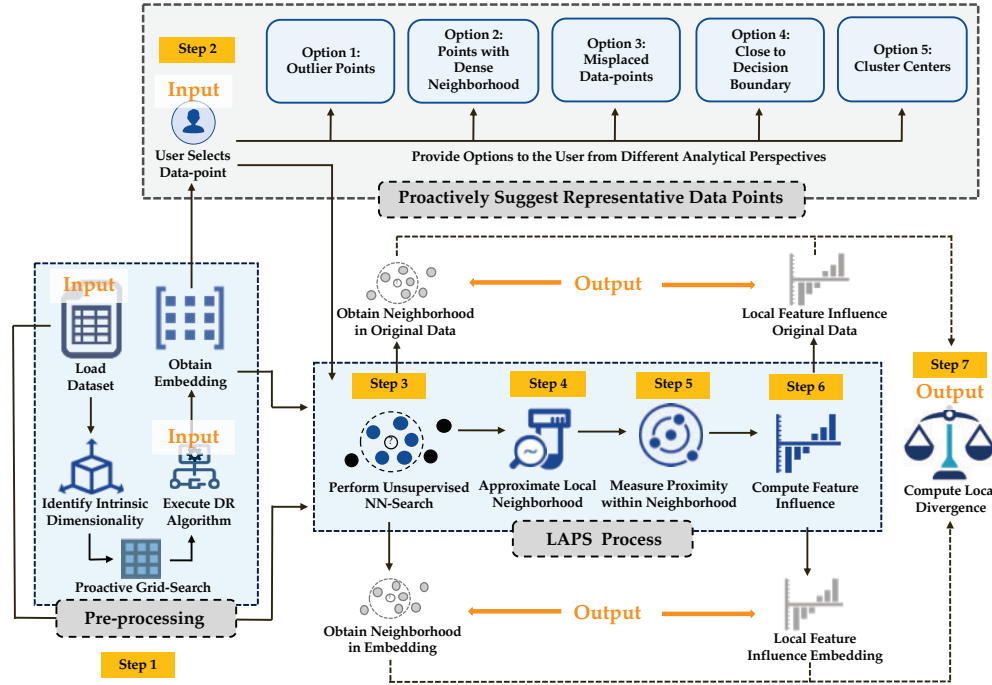 Step 2
Input
User Selects
Data-point
Option 1:
Outlier Points
Option 2:
Points with
Dense
Neighborhood
Option 3:
Misplaced
Data-points
Option 4:
Close to
Decision
Boundary
Option 5:
Cluster Centers
Provide Options to the User from Different Analytical Perspectives
Proactively Suggest Representative Data Points
Input
Load
Dataset
Obtain
Embedding
Input
Identify Intrinsic
Dimensionality
Execute DR
Algorithm
Proactive Grid-Search
Pre-processing
Step 1
Obtain Neighborhood
in Original Data
Output
Local Feature Influence
Original Data
Step 3
?
Perform Unsupervised
NN-Search
Step 4
~
Approximate Local
Neighborhood
Step 5
Measure Proximity
within Neighborhood
Step 6
Compute Feature
Influence
LAPS Process
Obtain Neighborhood
in Embedding
Output
Local Feature
Influence Embedding
Step 7
Output
Compute Local
Divergence